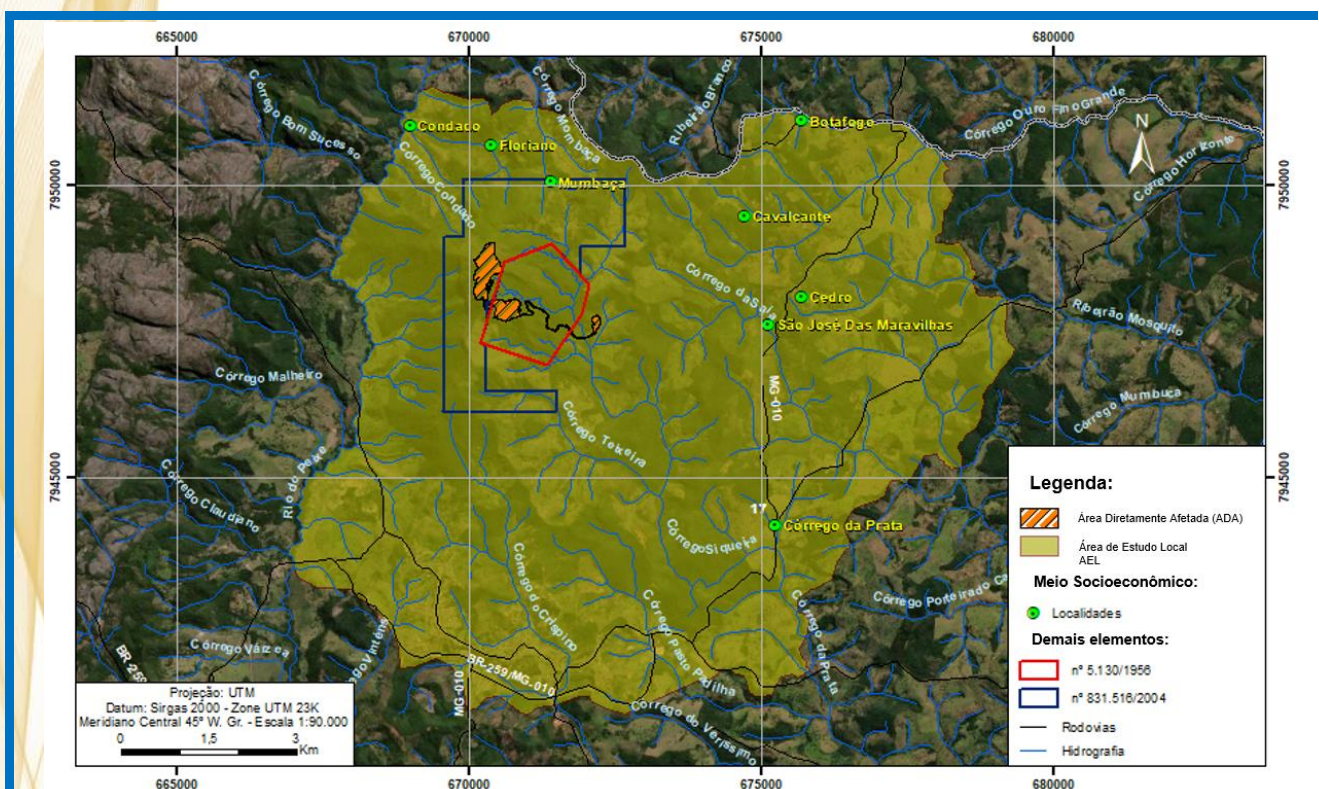 665000
670000
675000
680000
7950000
7945000
7950000
7945000
Córrego Bom Sucesso
Córrego Mombaça
Ribeirão Branco
Córrego Ouro Fino Grande
Córrego Horizonte
N
Condado
Floriano
Botafogo
Córrego Condado
Mumbaça
Cavalcante
Córrego da Sala
Cedro
São José Das Maravilhas
Ribeirão Mosquito
Córrego Malheiro
Córrego Mumbuca
MG-010
Córrego Teixeira
Rio do Peixe
Córrego Claudiano
17
Córrego da Prata
Córrego Siqueira
Córrego do Crispino
Córrego Pasto Padilha
Córrego da Prata
Córrego Porteirado
Córrego Várzea
BR-259/MG-010
BR 259
MG-010
Córrego do Veríssimo
Legenda:
Área Diretamente Afetada (ADA)
Área de Estudo Local
AEL
Meio Socioeconômico:
Localidades
Demais elementos:
nº 5.130/1956
nº 831.516/2004
Rodovias
Hidrografia
Projeção: UTM
Datum: Sirgas 2000 - Zone UTM 23K
Meridiano Central 45º W. Gr. - Escala 1:90.000
0 1,5 3
Km
665000
670000
675000
680000